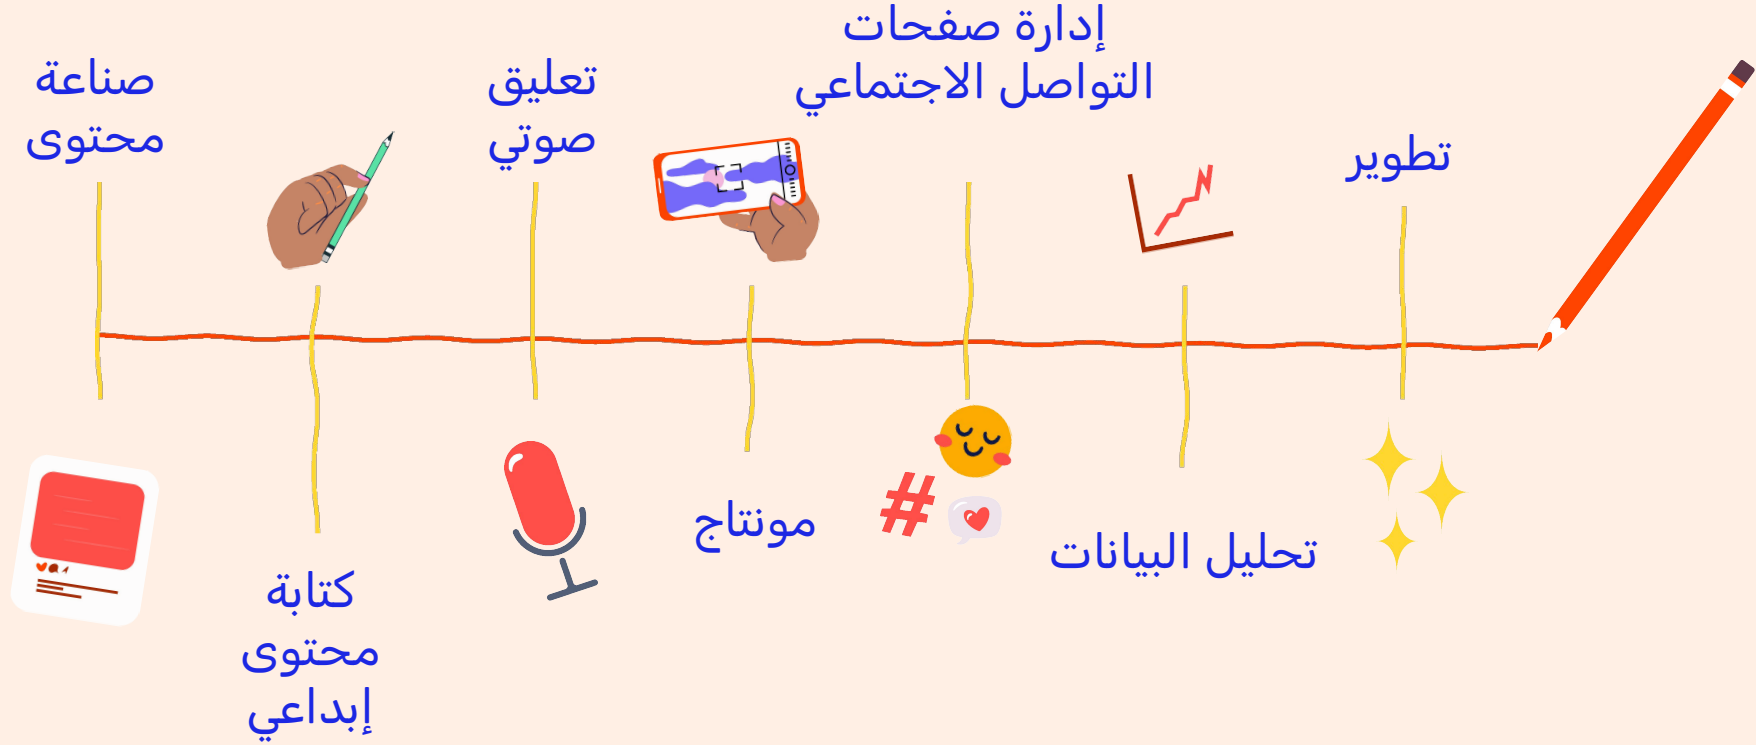 صناعة
محتوى
كتابة
محتوى
إبداعي
تعليق
صوتي
مونتاج
إدارة صفحات
التواصل الاجتماعي
#
تحليل البيانات
تطوير